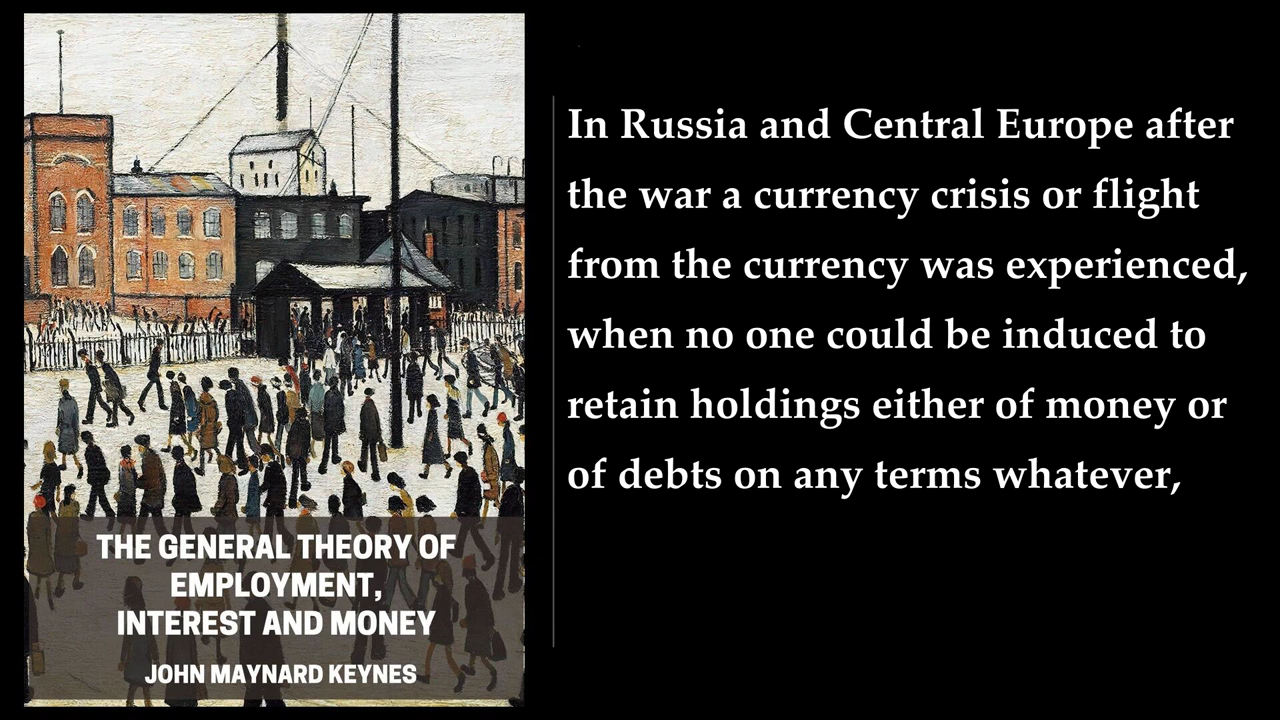 THE GENERAL THEORY OF
EMPLOYMENT,
INTEREST AND MONEY
JOHN MAYNARD KEYNES
In Russia and Central Europe after
the war a currency crisis or flight
from the currency was experienced,
when no one could be induced to
retain holdings either of money or
of debts on any terms whatever,